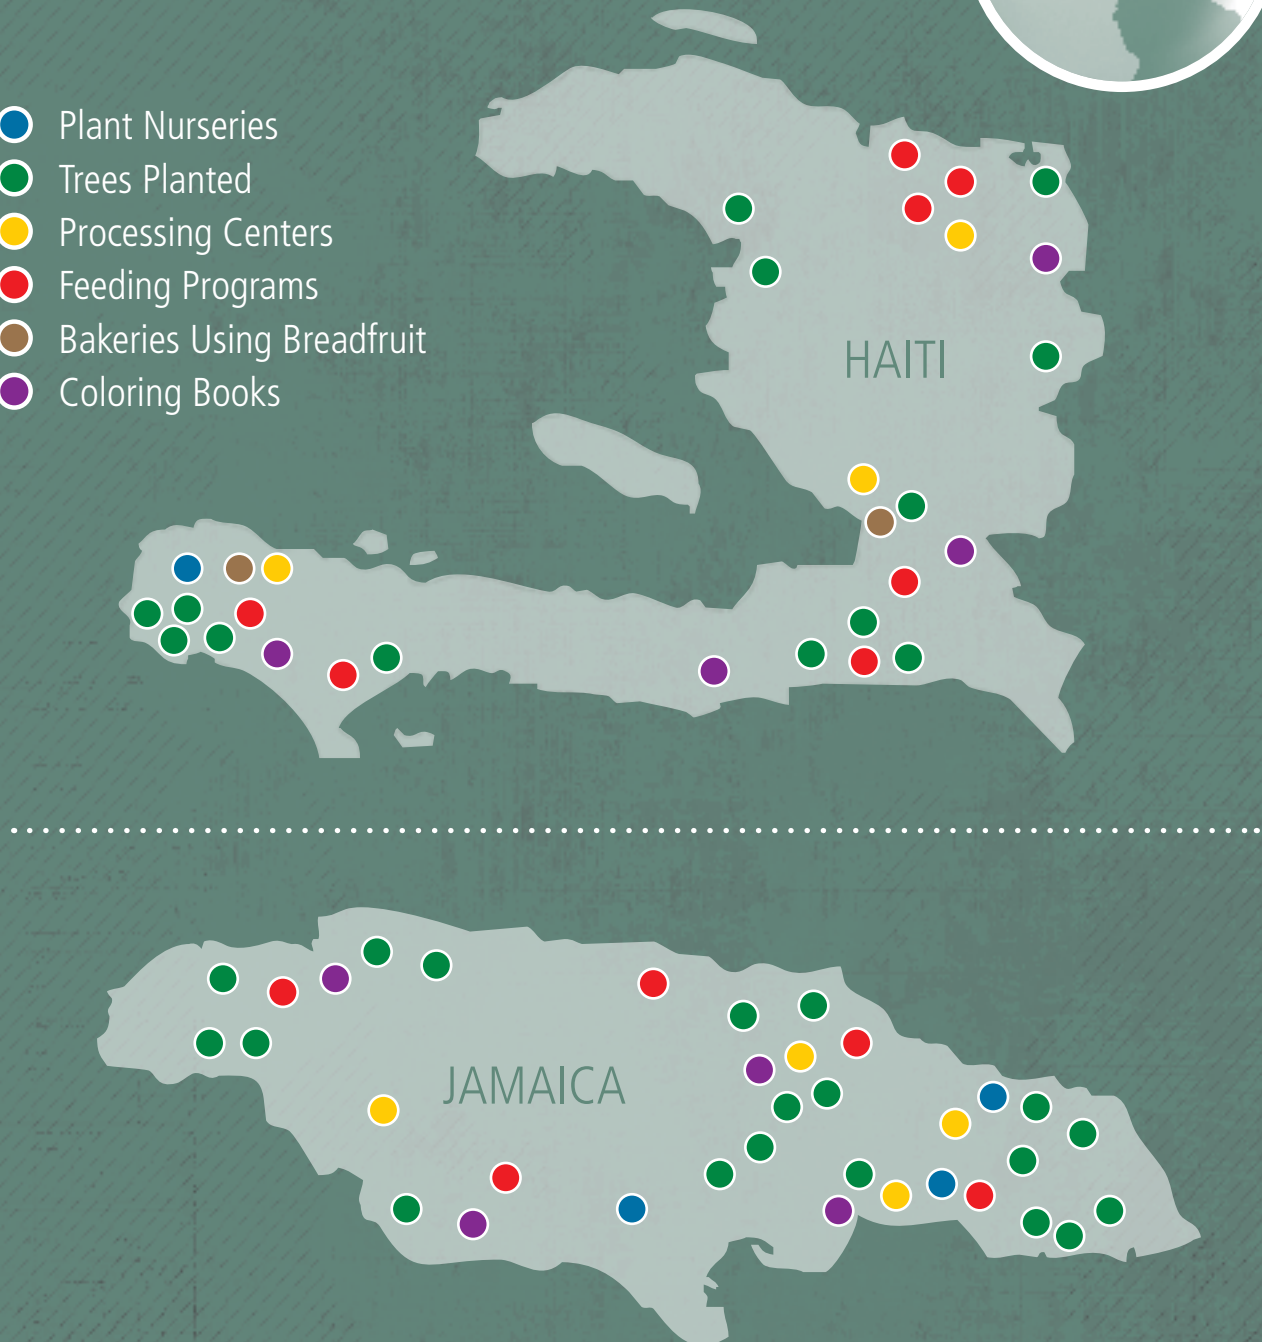 Plant Nurseries
Trees Planted
Processing Centers
Feeding Programs
Bakeries Using Breadfruit
Coloring Books
HAITI
JAMAICA